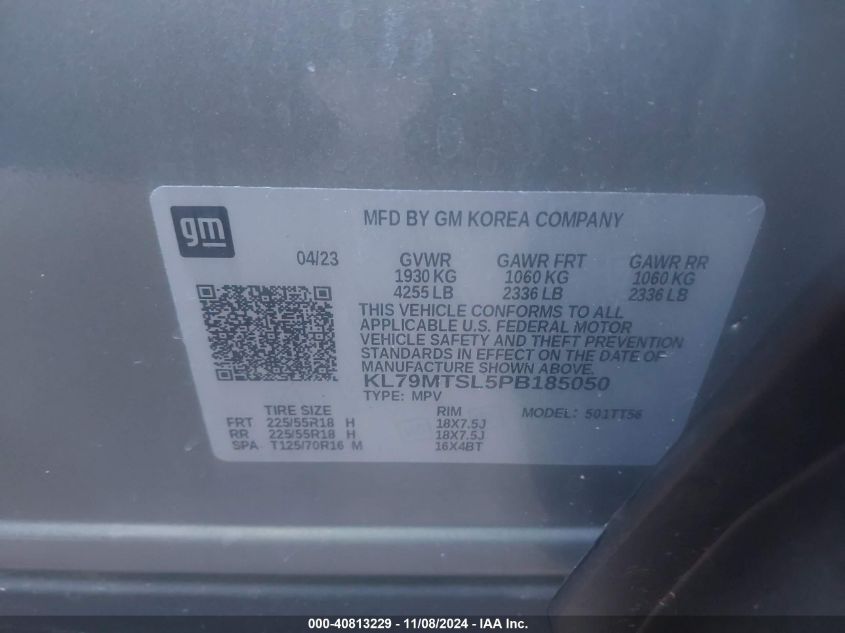 gm
MFD BY GM KOREA COMPANY
04/23 GVWR GAWR FRT GAWR RR
1930 KG 1060 KG 1060 KG
4255 LB 2336 LB 2336 LB
THIS VEHICLE CONFORMS TO ALL
APPLICABLE U.S. FEDERAL MOTOR
VEHICLE SAFETY AND THEFT PREVENTION
STANDARDS IN EFFECT ON THE DATE OF
MANUFACTURE SHOWN ABOVE.
KL79MTSL5PB185050
TYPE: MPV
TIRE SIZE RIM MODEL: 501TT56
FRT 225/55R18 H 18X7.5J
RR 225/55R18 H 18X7.5J
SPA T125/70R16 M 16X4BT
000-40813229 - 11/08/2024 - IAA Inc.